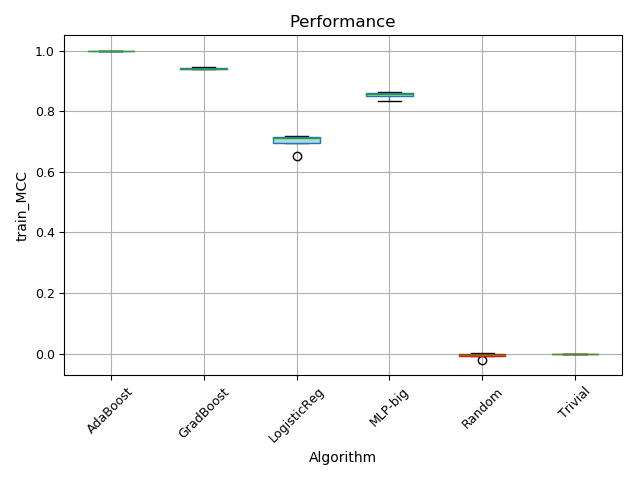 Performance
train_MCC
1.0
0.8
0.6
0.4
0.2
0.0
AdaBoost
GradBoost
LogisticReg
MLP-big
Random
Trivial
Algorithm